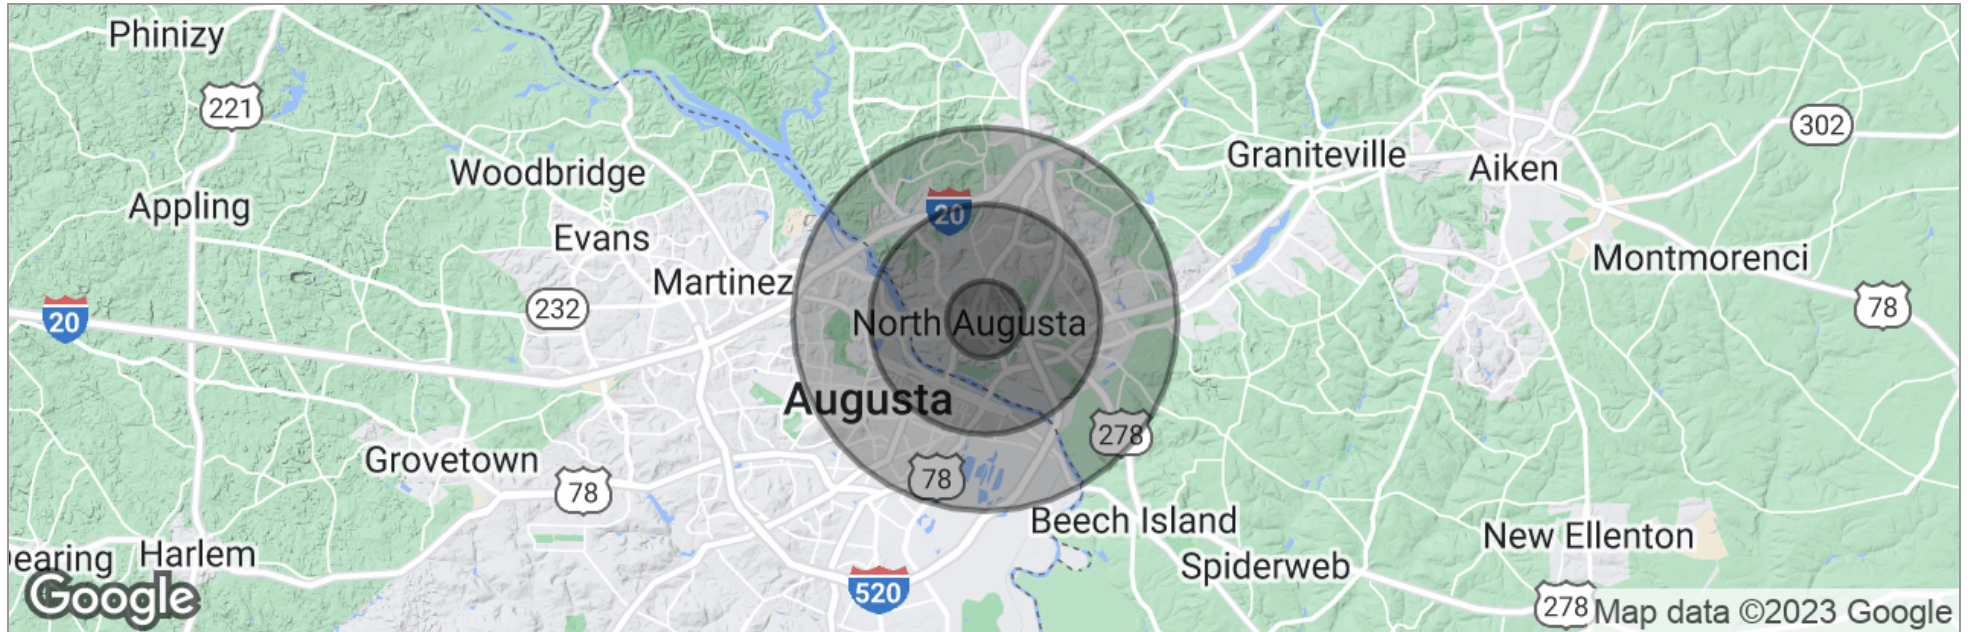 Phinizy
221
302
Graniteville
Aiken
Woodbridge
Appling
20
Evans
Montmorenci
Martinez
232
78
20
North Augusta
Augusta
278
Grovetown
78
78
Beech Island
New Ellenton
Dearing
Harlem
Spiderweb
520
Google
278
Map data ©2023 Google